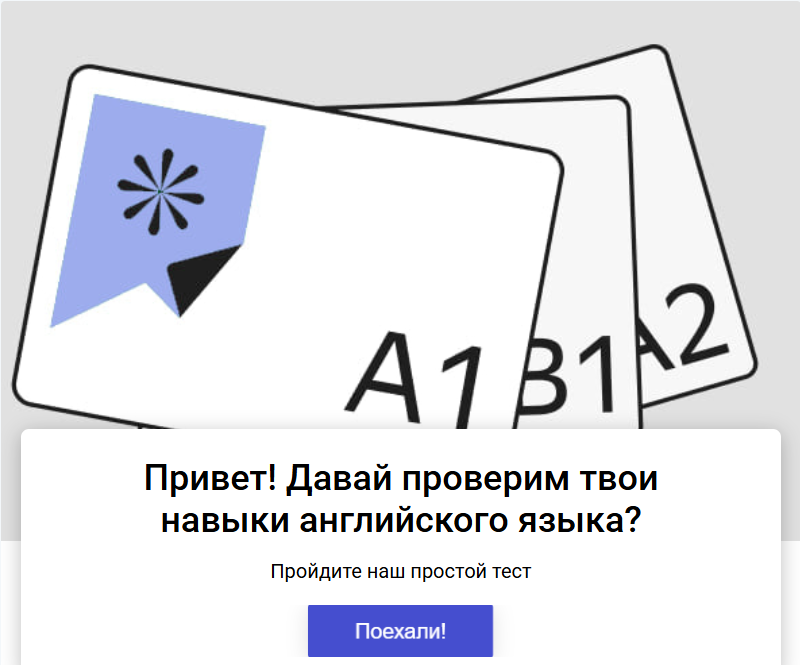 A1
B1
A2
Привет! Давай проверим твои
навыки английского языка?
Пройдите наш простой тест
Поехали!